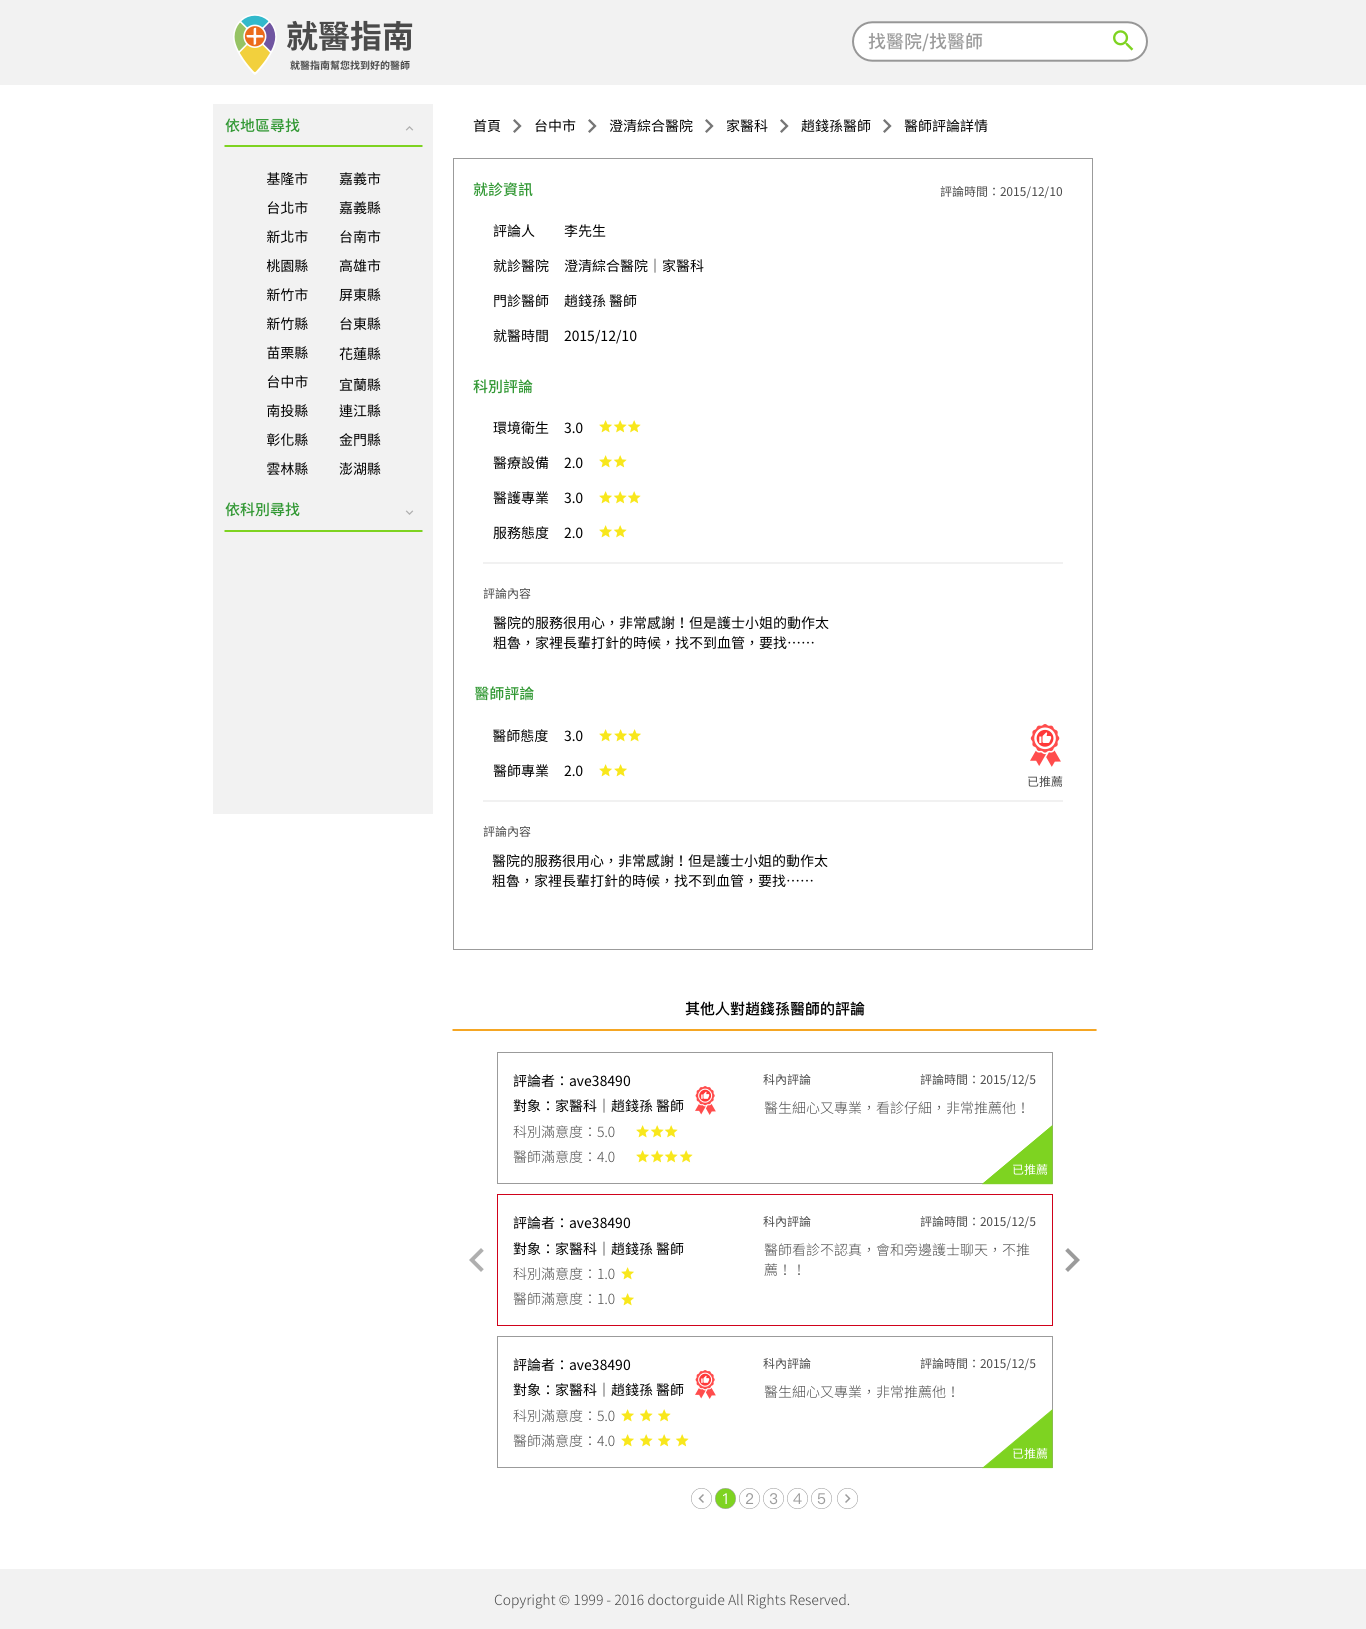 就醫指南
就醫指南幫您找到好的醫師
找醫院/找醫師
依地區尋找
基隆市 嘉義市
台北市 嘉義縣
新北市 台南市
桃園縣 高雄市
新竹市 屏東縣
新竹縣 台東縣
苗栗縣 花蓮縣
台中市 宜蘭縣
南投縣 連江縣
彰化縣 金門縣
雲林縣 澎湖縣
依科別尋找
首頁 台中市 澄清綜合醫院 家醫科 趙錢孫醫師 醫師評論詳情
就診資訊 評論時間：2015/12/10
評論人 李先生
就診醫院 澄清綜合醫院｜家醫科
門診醫師 趙錢孫 醫師
就醫時間 2015/12/10
科別評論
環境衛生 3.0
醫療設備 2.0
醫護專業 3.0
服務態度 2.0
評論內容
醫院的服務很用心，非常感謝！但是護士小姐的動作太
粗魯，家裡長輩打針的時候，找不到血管，要找⋯⋯
醫師評論
醫師態度 3.0
醫師專業 2.0
已推薦
評論內容
醫院的服務很用心，非常感謝！但是護士小姐的動作太
粗魯，家裡長輩打針的時候，找不到血管，要找⋯⋯
其他人對趙錢孫醫師的評論
評論者：ave38490
對象：家醫科｜趙錢孫 醫師
科別滿意度：5.0
醫師滿意度：4.0
科內評論 評論時間：2015/12/5
醫生細心又專業，看診仔細，非常推薦他！
已推薦
評論者：ave38490
對象：家醫科｜趙錢孫 醫師
科別滿意度：1.0
醫師滿意度：1.0
科內評論 評論時間：2015/12/5
醫師看診不認真，會和旁邊護士聊天，不推
薦！！
評論者：ave38490
對象：家醫科｜趙錢孫 醫師
科別滿意度：5.0
醫師滿意度：4.0
科內評論 評論時間：2015/12/5
醫生細心又專業，非常推薦他！
已推薦
1 2 3 4 5
Copyright © 1999 - 2016 doctorguide All Rights Reserved.